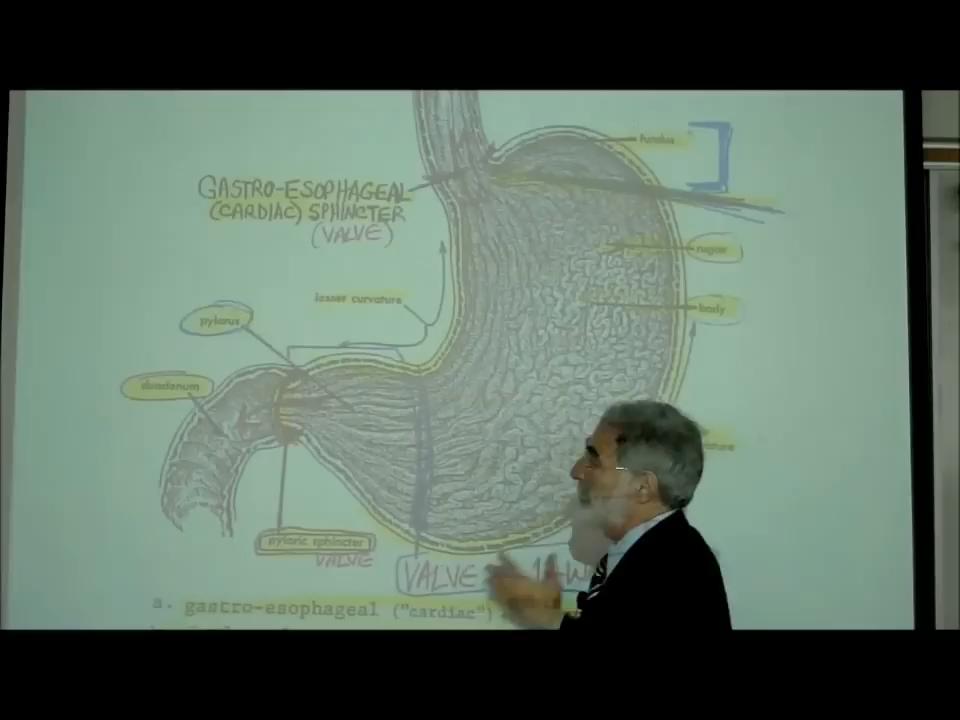 fundus
GASTRO-ESOPHAGEAL
(CARDIAC) SPHINCTER
(VALVE)
rugae
lesser curvature
body
pylorus
duodenum
pyloric sphincter
VALVE
VALVE
a. gastro-esophageal ("cardiac")